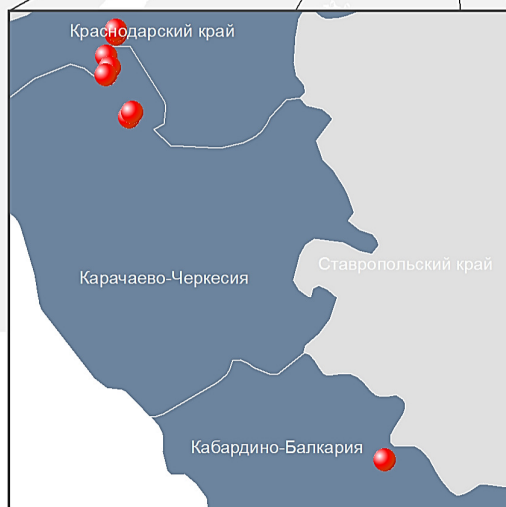 Краснодарский край
Ставропольский край
Карачаево-Черкесия
Кабардино-Балкария